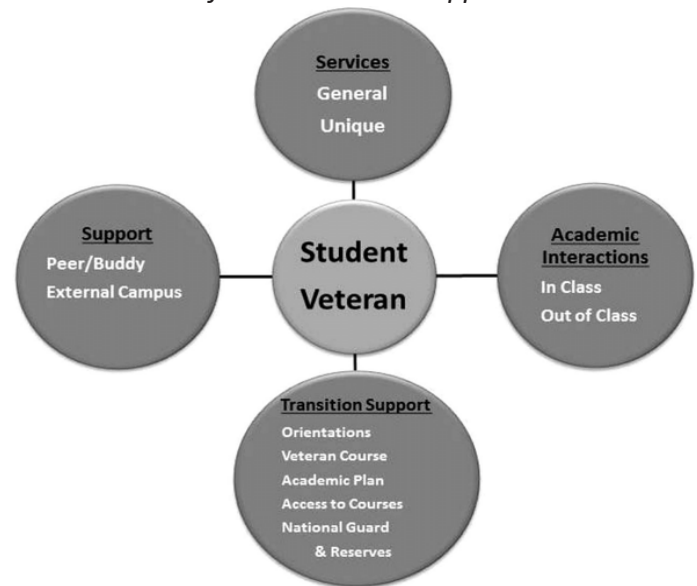 Services
General
Unique
Support
Peer/Buddy
External Campus
Student
Veteran
Academic
Interactions
In Class
Out of Class
Transition Support
Orientations
Veteran Course
Academic Plan
Access to Courses
National Guard
& Reserves